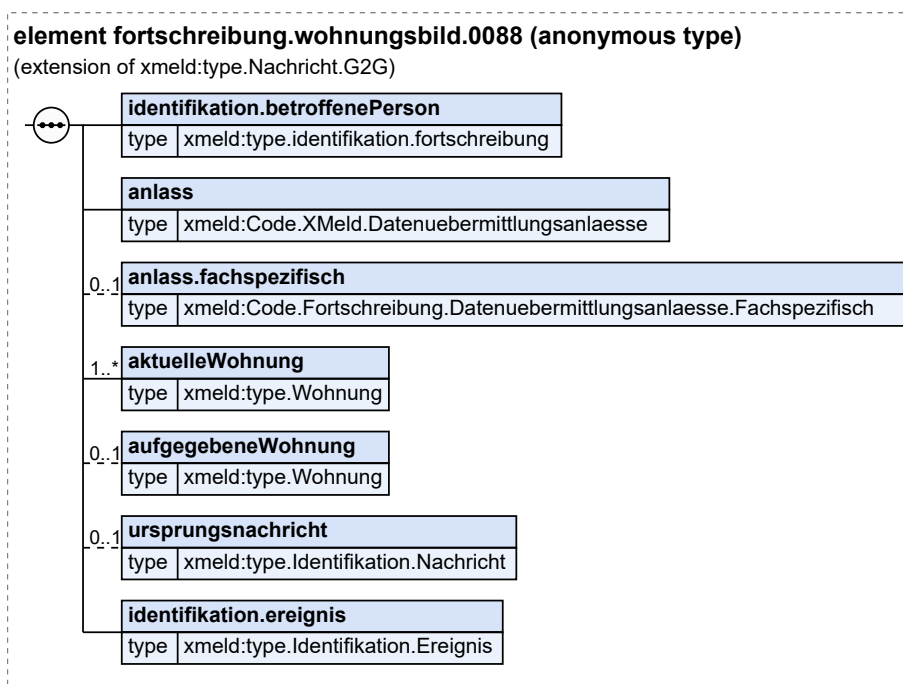 element fortschreibung.wohnungsbild.0088 (anonymous type)
(extension of xmeld:type.Nachricht.G2G)
identifikation.betroffenePerson
type xmeld:type.identifikation.fortschreibung
anlass
type xmeld:Code.XMeld.Datenuebermittlungsanlaesse
0..1 anlass.fachspezifisch
type xmeld:Code.Fortschreibung.Datenuebermittlungsanlaesse.Fachspezifisch
1..* aktuelleWohnung
type xmeld:type.Wohnung
0..1 aufgegebeneWohnung
type xmeld:type.Wohnung
0..1 ursprungsnachricht
type xmeld:type.Identifikation.Nachricht
identifikation.ereignis
type xmeld:type.Identifikation.Ereignis